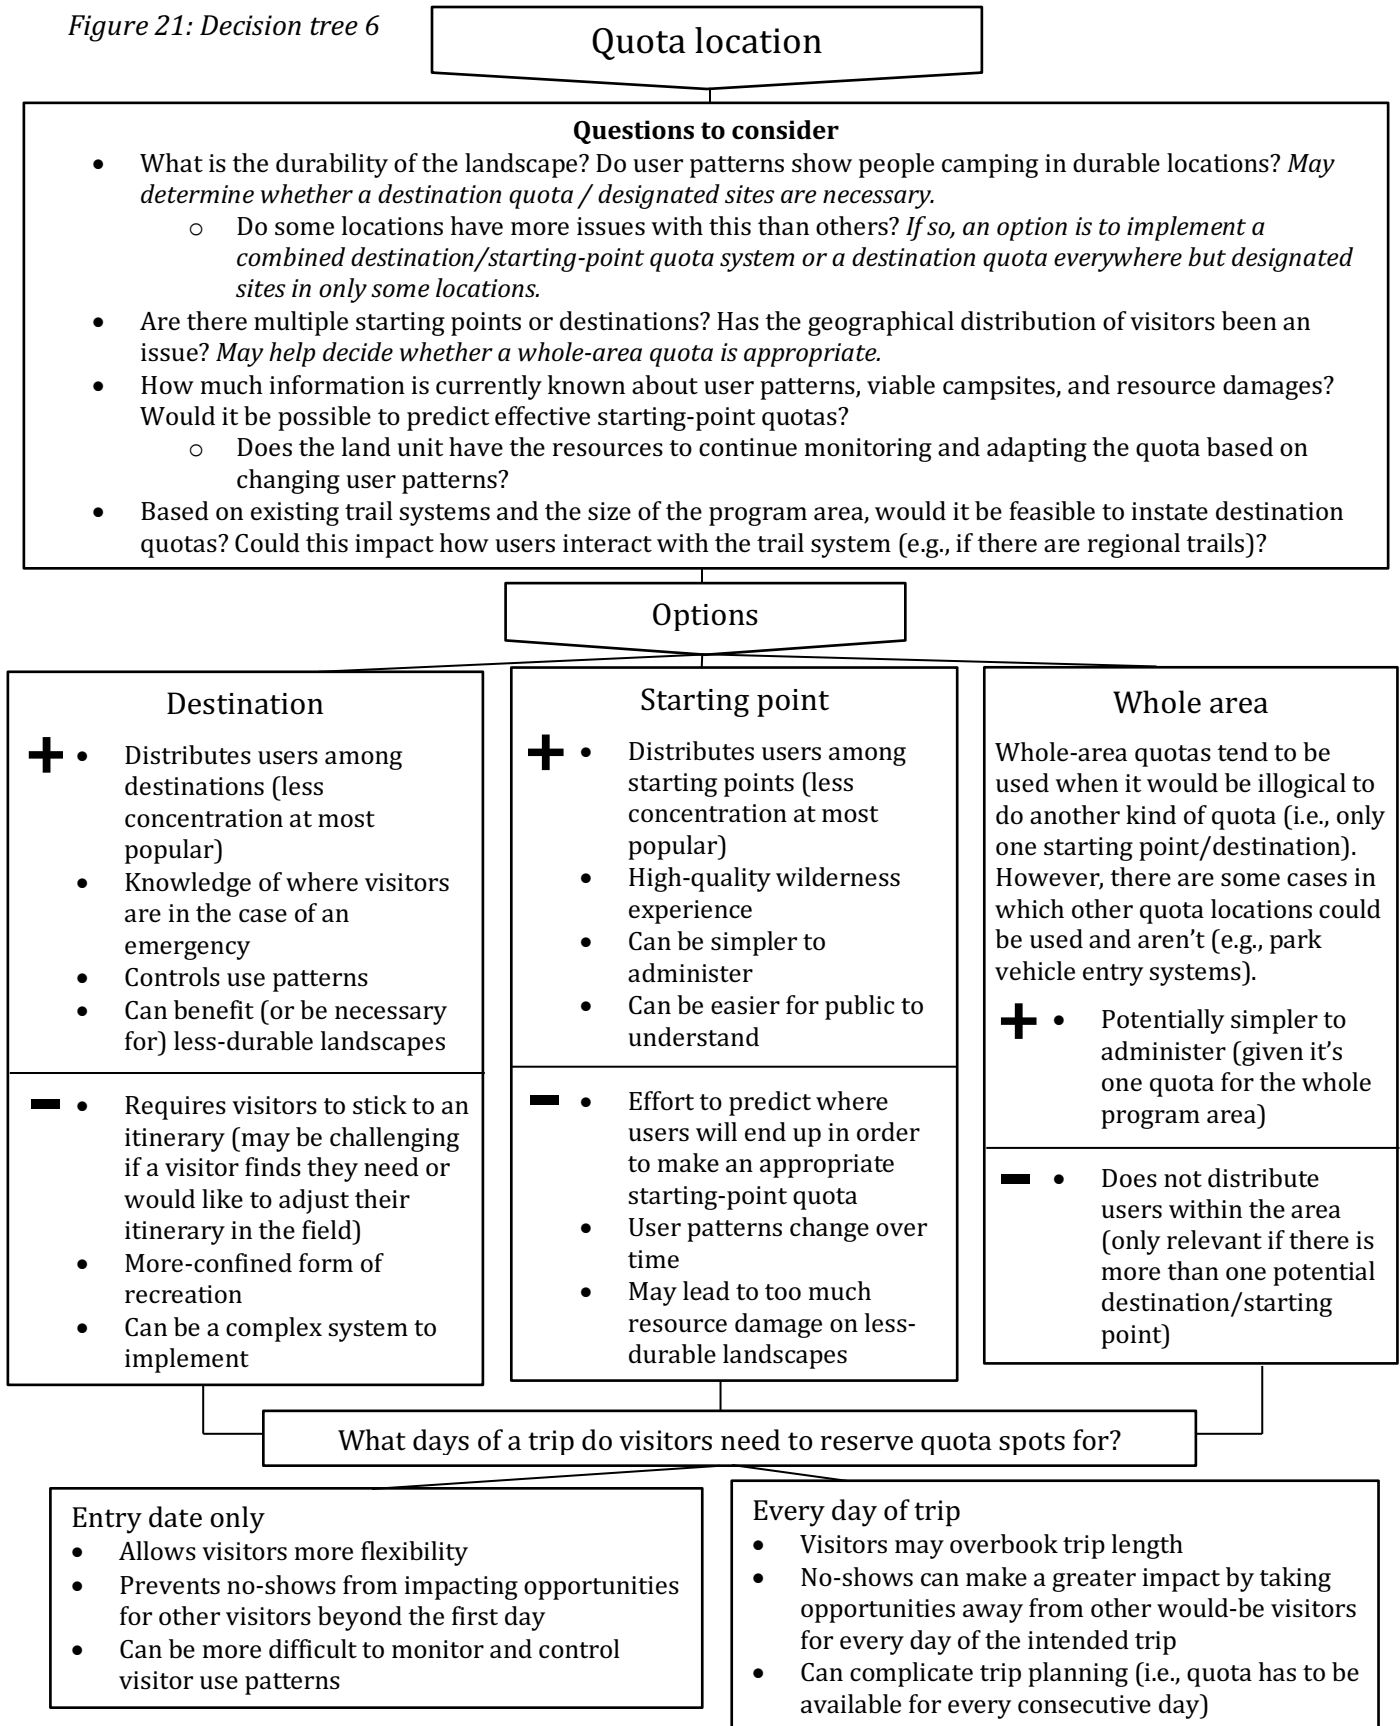 Figure 21: Decision tree 6
Quota location
Questions to consider
• What is the durability of the landscape? Do user patterns show people camping in durable locations? May
determine whether a destination quota / designated sites are necessary.
o Do some locations have more issues with this than others? If so, an option is to implement a
combined destination/starting-point quota system or a destination quota everywhere but designated
sites in only some locations.
• Are there multiple starting points or destinations? Has the geographical distribution of visitors been an
issue? May help decide whether a whole-area quota is appropriate.
• How much information is currently known about user patterns, viable campsites, and resource damages?
Would it be possible to predict effective starting-point quotas?
o Does the land unit have the resources to continue monitoring and adapting the quota based on
changing user patterns?
• Based on existing trail systems and the size of the program area, would it be feasible to instate destination
quotas? Could this impact how users interact with the trail system (e.g., if there are regional trails)?
Options
Destination
+ • Distributes users among
destinations (less
concentration at most
popular)
• Knowledge of where visitors
are in the case of an
emergency
• Controls use patterns
• Can benefit (or be necessary
for) less-durable landscapes
- • Requires visitors to stick to an
itinerary (may be challenging
if a visitor finds they need or
would like to adjust their
itinerary in the field)
• More-confined form of
recreation
• Can be a complex system to
implement
Starting point
+ • Distributes users among
starting points (less
concentration at most
popular)
• High-quality wilderness
experience
• Can be simpler to
administer
• Can be easier for public to
understand
- • Effort to predict where
users will end up in order
to make an appropriate
starting-point quota
• User patterns change over
time
• May lead to too much
resource damage on less-
durable landscapes
Whole area
Whole-area quotas tend to be
used when it would be illogical to
do another kind of quota (i.e., only
one starting point/destination).
However, there are some cases in
which other quota locations could
be used and aren't (e.g., park
vehicle entry systems).
+ • Potentially simpler to
administer (given it's
one quota for the whole
program area)
- • Does not distribute
users within the area
(only relevant if there is
more than one potential
destination/starting
point)
What days of a trip do visitors need to reserve quota spots for?
Entry date only
• Allows visitors more flexibility
• Prevents no-shows from impacting opportunities
for other visitors beyond the first day
• Can be more difficult to monitor and control
visitor use patterns
Every day of trip
• Visitors may overbook trip length
• No-shows can make a greater impact by taking
opportunities away from other would-be visitors
for every day of the intended trip
• Can complicate trip planning (i.e., quota has to be
available for every consecutive day)